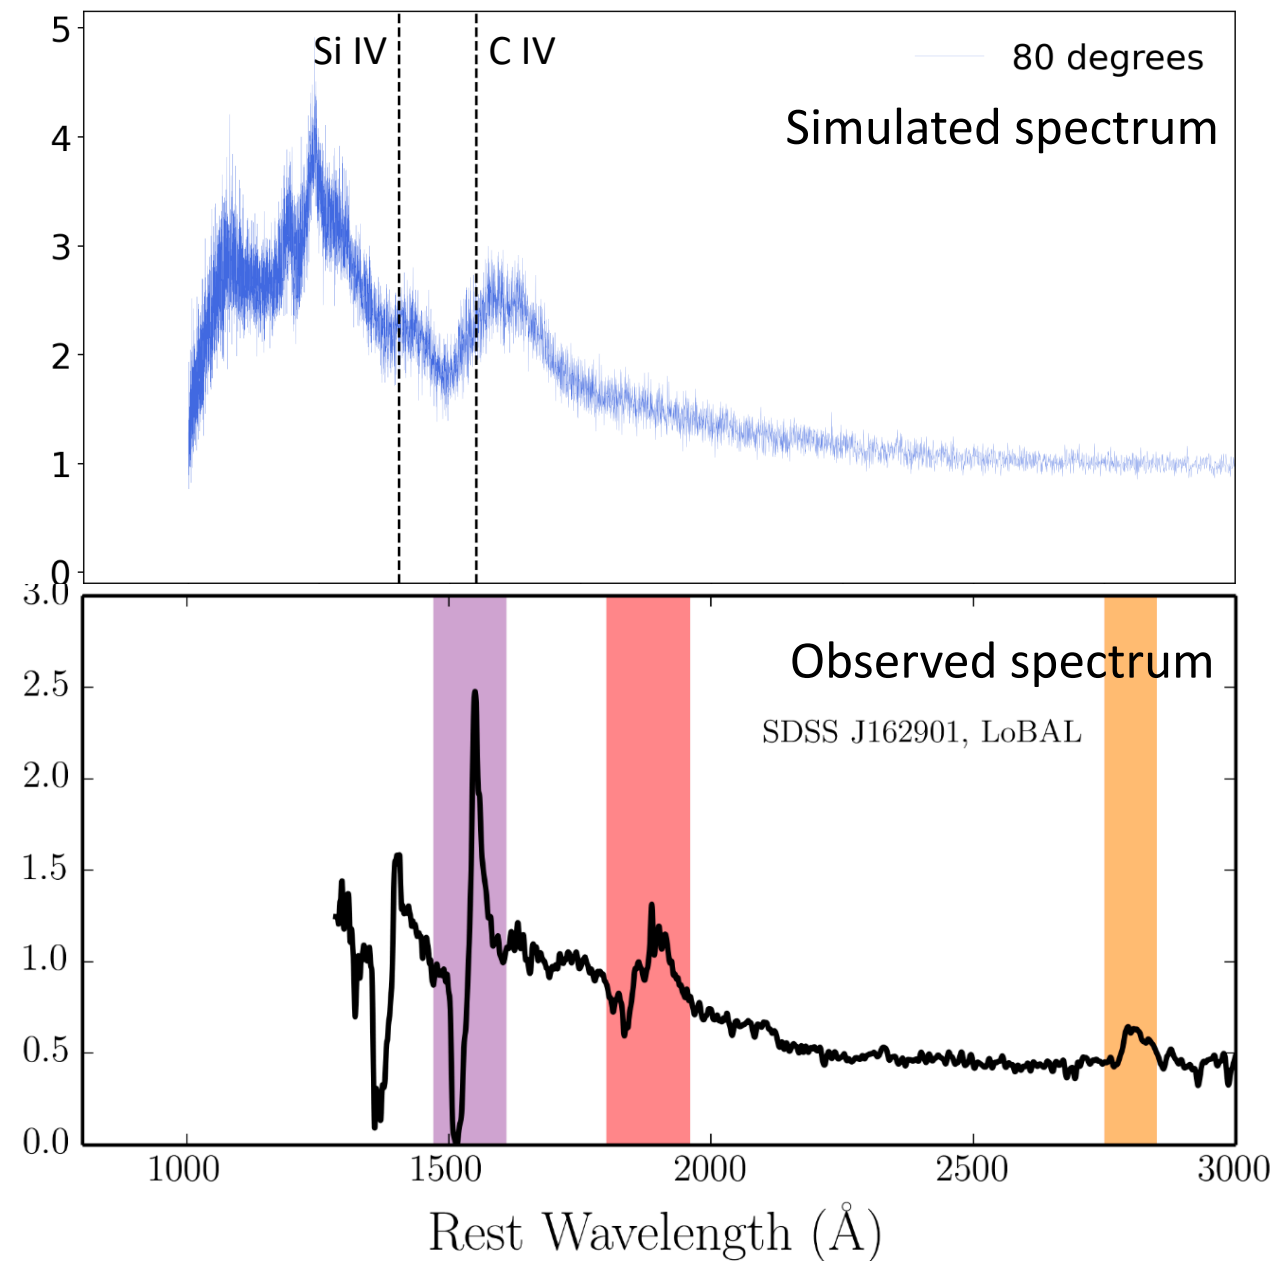 5
Si IV
C IV
80 degrees
Simulated spectrum
4
3
2
1
0
3.0
Observed spectrum
2.5
SDSS J162901, LoBAL
2.0
1.5
1.0
0.5
0.0
1000
1500
2000
2500
3000
Rest Wavelength (Å)